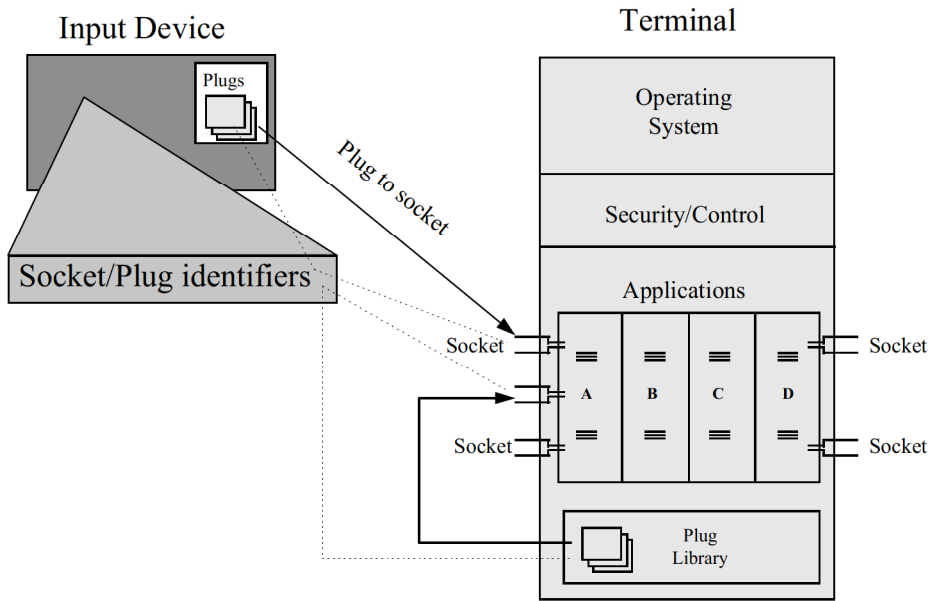 Input Device
Terminal
Plugs
Operating
System
Plug to socket
Security/Control
Socket/Plug identifiers
Applications
Socket
Socket
A
B
C
D
Socket
Socket
Plug
Library